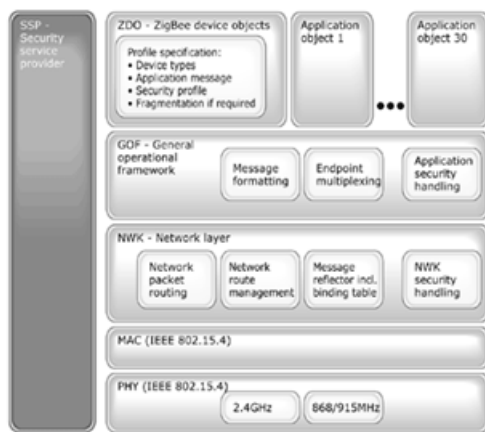 SSP -
Security
service
provider
ZDO - ZigBee device objects
Profile specification:
• Device types
• Application message
• Security profile
• Fragmentation if required
Application
object 1
•••
Application
object 30
GOF - General
operational
framework
Message
formatting
Endpoint
multiplexing
Application
security
handling
NWK - Network layer
Network
packet
routing
Network
route
management
Message
reflector incl.
binding table
NWK
security
handling
MAC (IEEE 802.15.4)
PHY (IEEE 802.15.4)
2.4GHz
868/915MHz